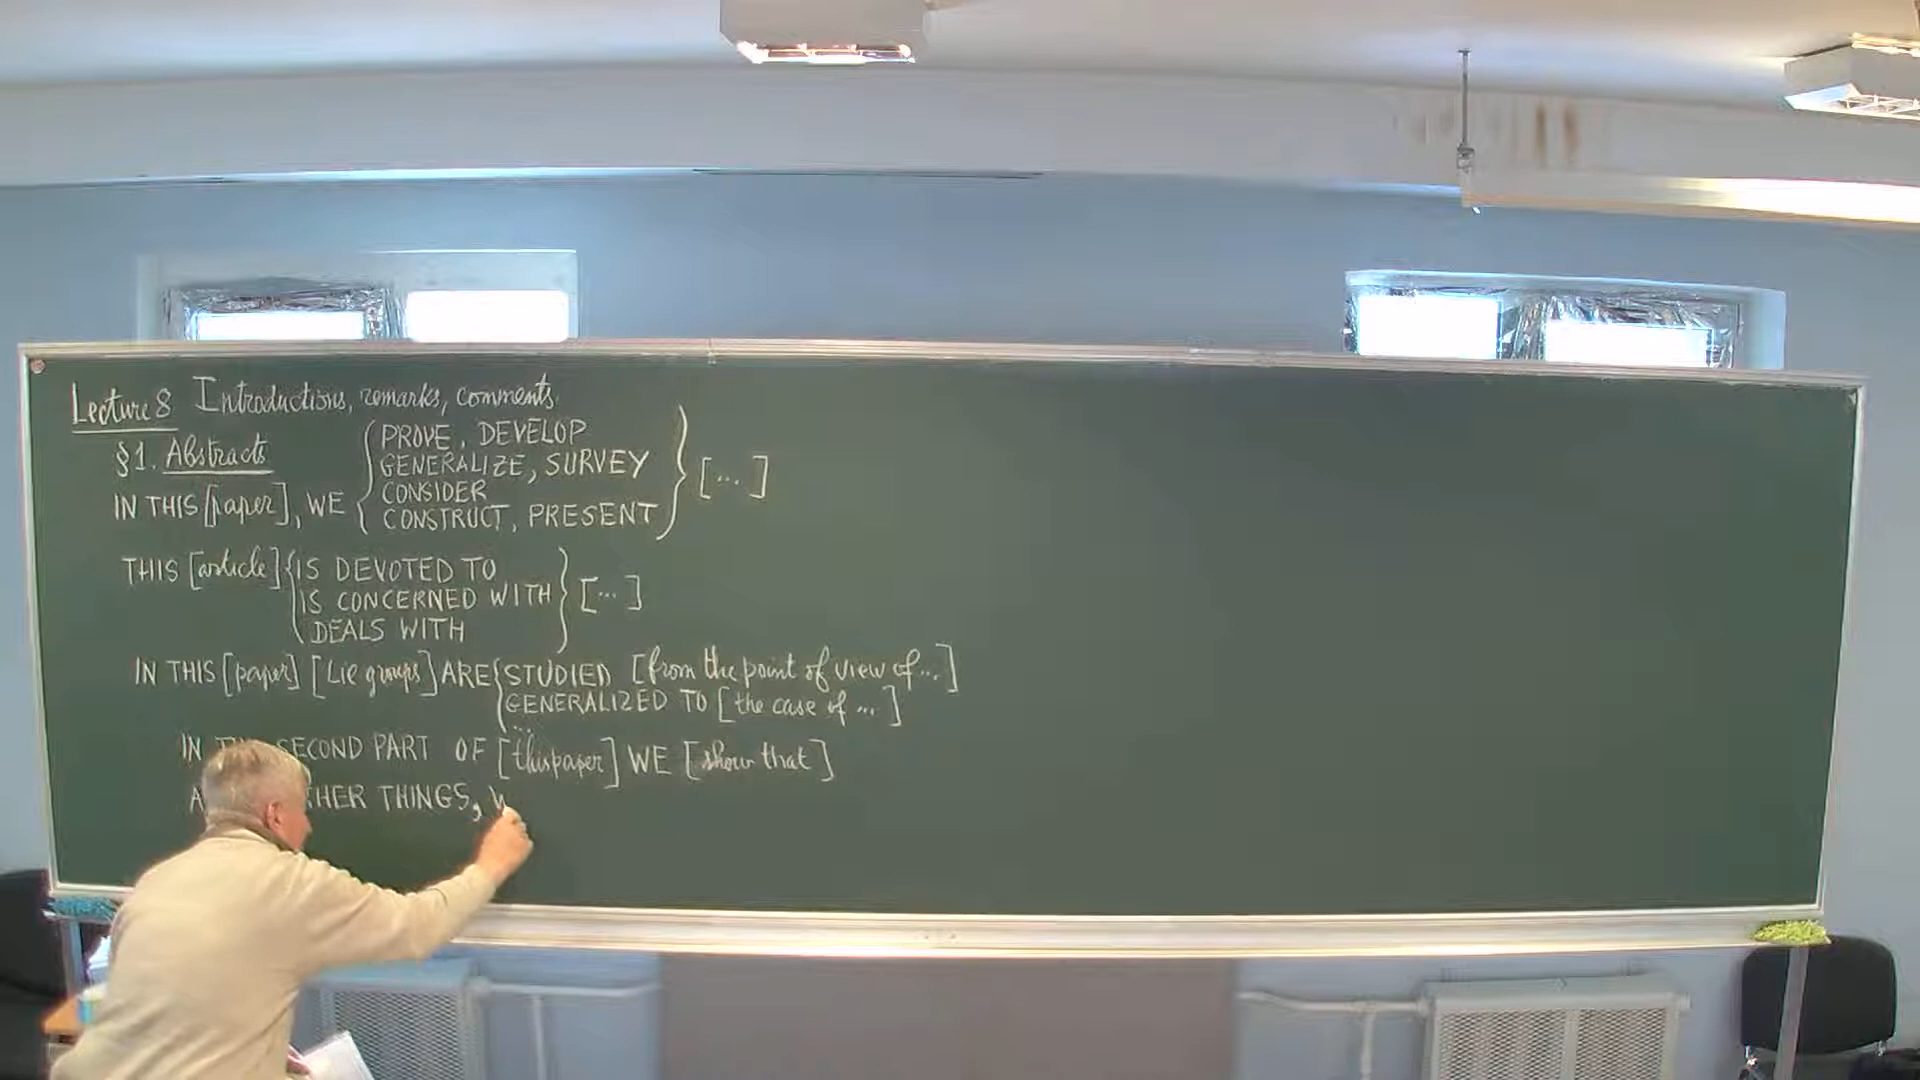 Lecture 8 Introductions, remarks, comments.
§1. Abstracts
IN THIS [paper], WE { PROVE, DEVELOP
GENERALIZE, SURVEY
CONSIDER
CONSTRUCT, PRESENT } [...]
THIS [article] { IS DEVOTED TO
IS CONCERNED WITH
DEALS WITH } [...]
IN THIS [paper] [Lie groups] ARE { STUDIED [from the point of view of ...]
GENERALIZED TO [the case of ...]
...
IN SECOND PART OF [this paper] WE [show that]
THINGS,